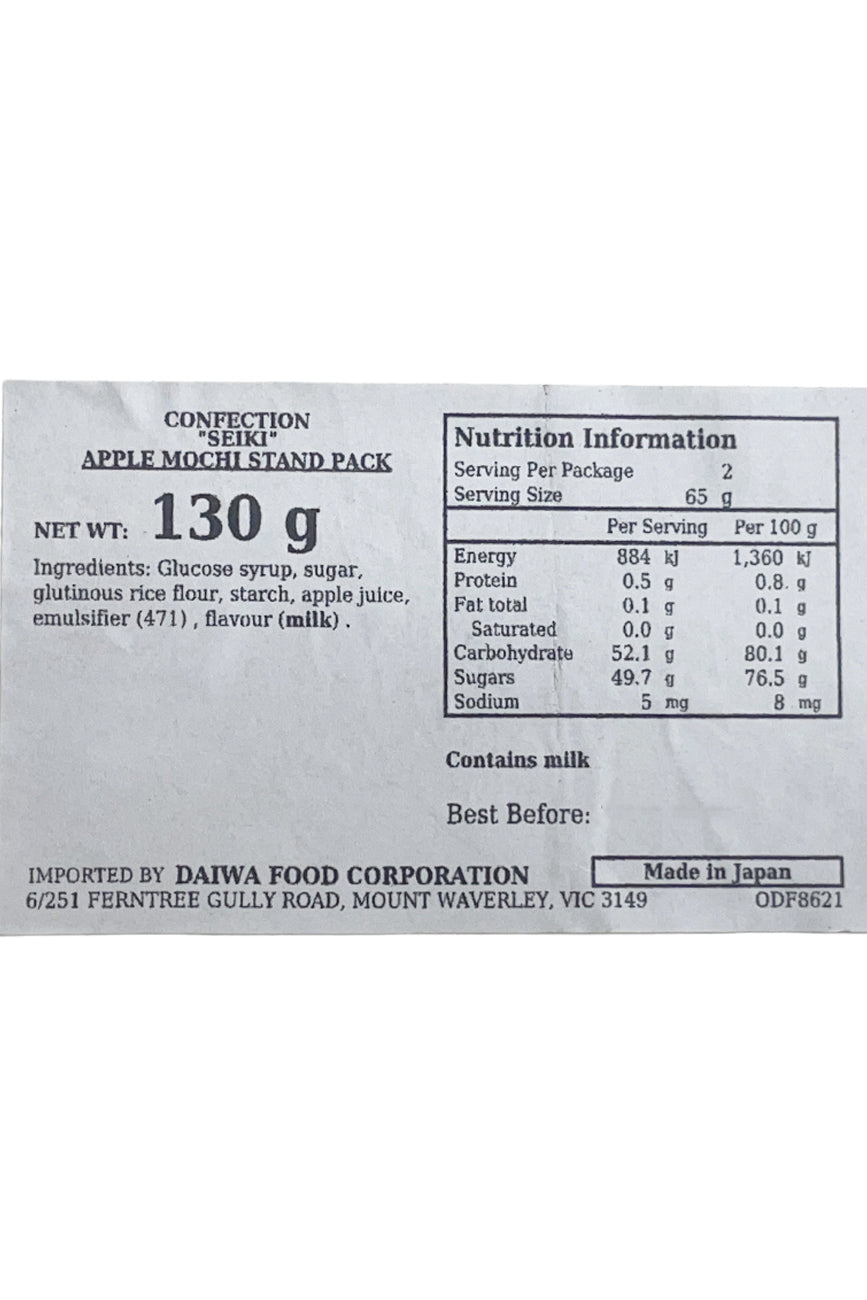 CONFECTION
"SEIKI"
APPLE MOCHI STAND PACK
NET WT: 130 g
Ingredients: Glucose syrup, sugar,
glutinous rice flour, starch, apple juice,
emulsifier (471) , flavour (milk) .
Nutrition Information
Serving Per Package 2
Serving Size 65 g
Per Serving Per 100 g
Energy 884 kJ 1,360 kJ
Protein 0.5 g 0.8. g
Fat total 0.1 g 0.1 g
Saturated 0.0 g 0.0 g
Carbohydrate 52.1 g 80.1 g
Sugars 49.7 g 76.5 g
Sodium 5 mg 8 mg
Contains milk
Best Before:
IMPORTED BY DAIWA FOOD CORPORATION
6/251 FERNTREE GULLY ROAD, MOUNT WAVERLEY, VIC 3149
Made in Japan
ODF8621